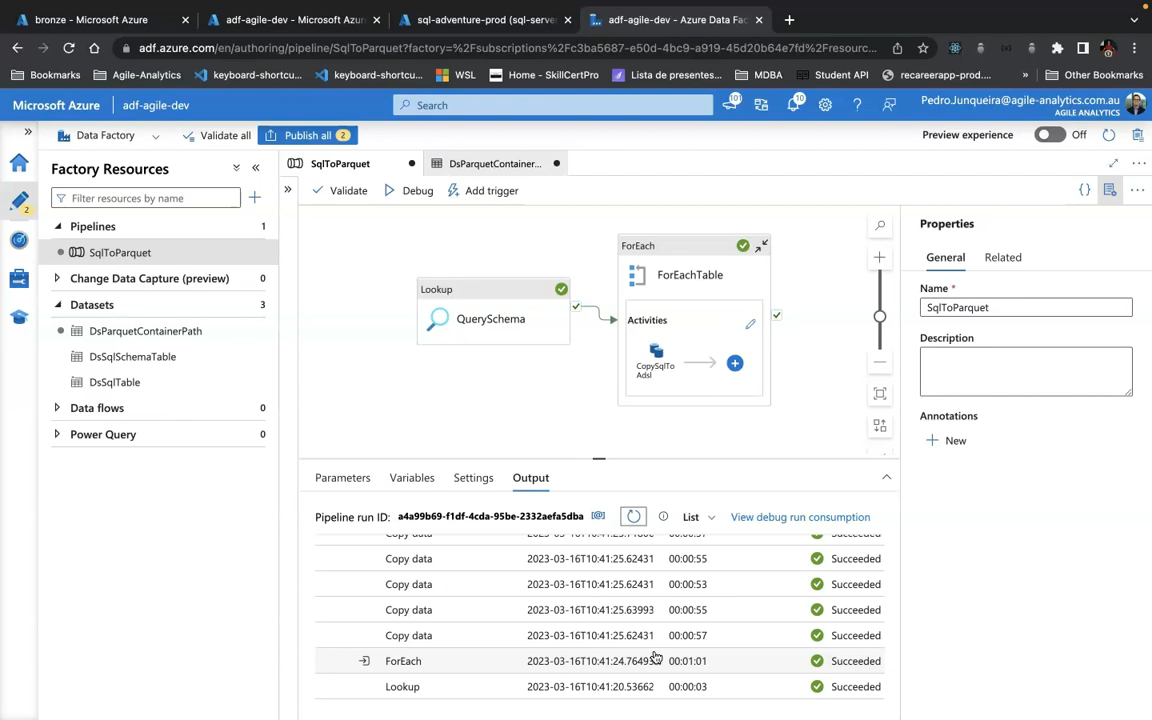 bronze - Microsoft Azure
adf-agile-dev - Microsoft Azur
sql-adventure-prod (sql-server
adf-agile-dev - Azure Data Fac
adf.azure.com/en/authoring/pipeline/SqlToParquet?factory=%2Fsubscriptions%2Fc3ba5687-e50d-4bc9-a919-45d20b64e7fd%2Fresourc...
Bookmarks
Agile-Analytics
keyboard-shortcu...
keyboard-shortcu...
WSL
Home - SkillCertPro
Lista de presentes...
MDBA
Student API
recareerapp-prod....
»
Other Bookmarks
Microsoft Azure
adf-agile-dev
Search
101
10
Pedro.Junqueira@agile-analytics.com.au
AGILE ANALYTICS
Data Factory
Validate all
Publish all
2
Preview experience
Off
Factory Resources
SqlToParquet
DsParquetContainer...
Filter resources by name
Validate
Debug
Add trigger
2
Pipelines
1
SqlToParquet
Change Data Capture (preview)
0
Datasets
3
DsParquetContainerPath
DsSqlSchemaTable
DsSqlTable
Data flows
0
Power Query
0
Lookup
QuerySchema
ForEach
ForEachTable
Activities
CopySqlTo
Adsl
Properties
General
Related
Name *
SqlToParquet
Description
Annotations
New
Parameters
Variables
Settings
Output
Pipeline run ID:
a4a99b69-f1df-4cda-95be-2332aefa5dba
List
View debug run consumption
Copy data
Succeeded
Copy data 2023-03-16T10:41:25.62431 00:00:55 Succeeded
Copy data 2023-03-16T10:41:25.62431 00:00:53 Succeeded
Copy data 2023-03-16T10:41:25.63993 00:00:55 Succeeded
Copy data 2023-03-16T10:41:25.62431 00:00:57 Succeeded
ForEach 00:01:01 Succeeded
Lookup 2023-03-16T10:41:20.53662 00:00:03 Succeeded